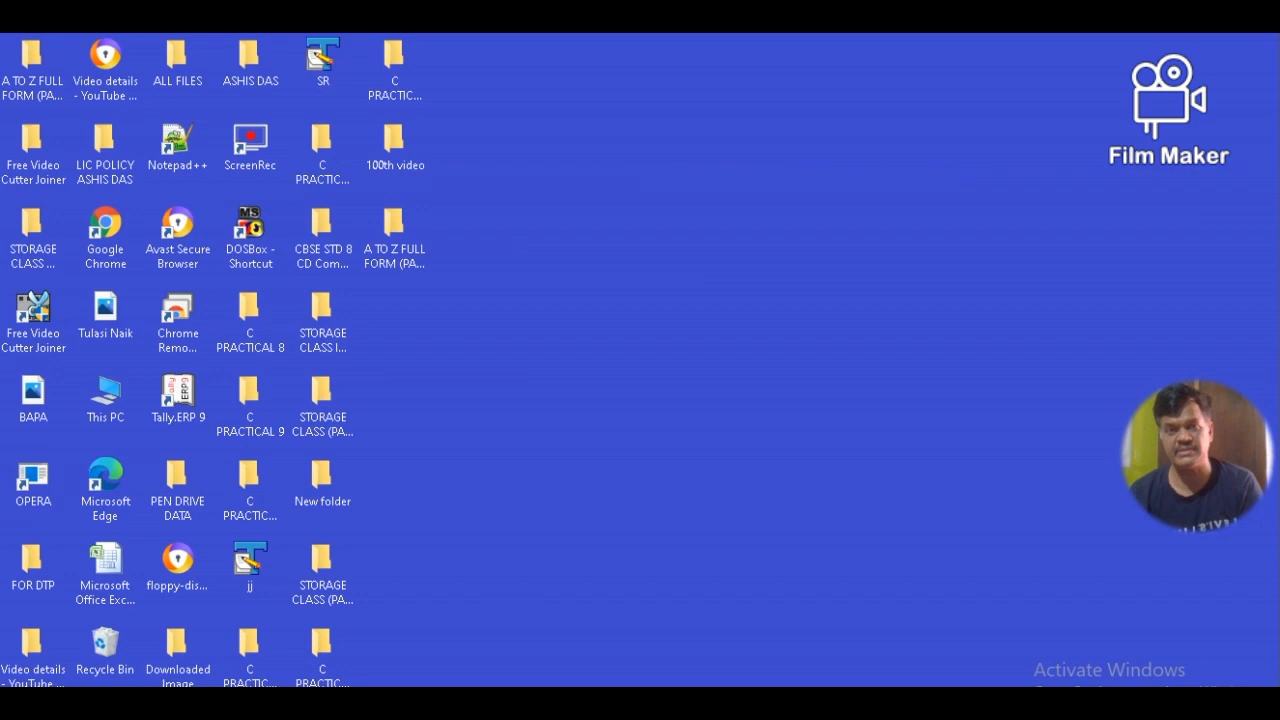 A TO Z FULL
FORM (PA...
Video details
- YouTube ...
ALL FILES
ASHIS DAS
SR
C
PRACTIC...
Film Maker
Free Video
Cutter Joiner
LIC POLICY
ASHIS DAS
Notepad++
ScreenRec
C
PRACTIC...
100th video
STORAGE
CLASS ...
Google
Chrome
Avast Secure
Browser
MS
DOSBox -
Shortcut
CBSE STD 8
CD Com...
A TO Z FULL
FORM (PA...
Free Video
Cutter Joiner
Tulasi Naik
Chrome
Remo...
C
PRACTICAL 8
STORAGE
CLASS I...
BAPA
This PC
Tally
ERP9
Tally.ERP 9
C
PRACTICAL 9
STORAGE
CLASS (PA...
OPERA
Microsoft
Edge
PEN DRIVE
DATA
C
PRACTIC...
New folder
FOR DTP
Microsoft
Office Exc...
floppy-dis...
jj
STORAGE
CLASS (PA...
Video details
- YouTube ...
Recycle Bin
Downloaded
Image
C
PRACTIC...
C
PRACTIC...
Activate Windows